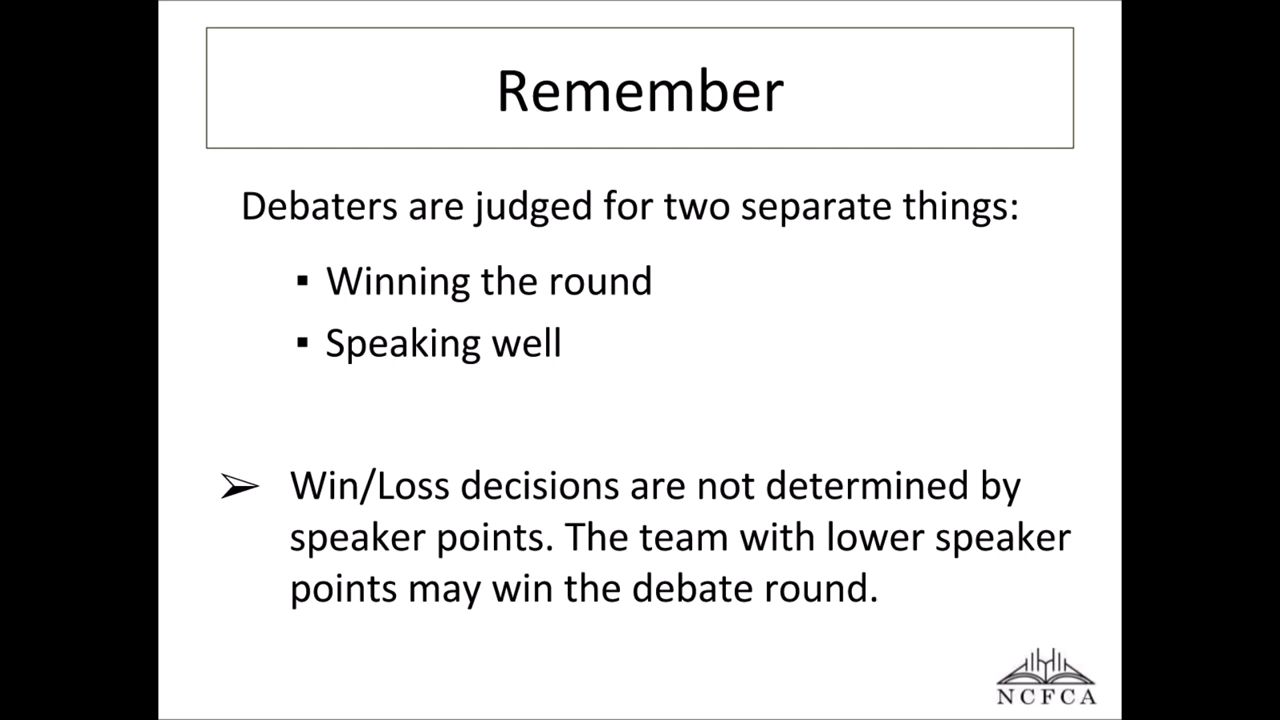 Remember
Debaters are judged for two separate things:
▪ Winning the round
▪ Speaking well
➢ Win/Loss decisions are not determined by
speaker points. The team with lower speaker
points may win the debate round.
NCFCA